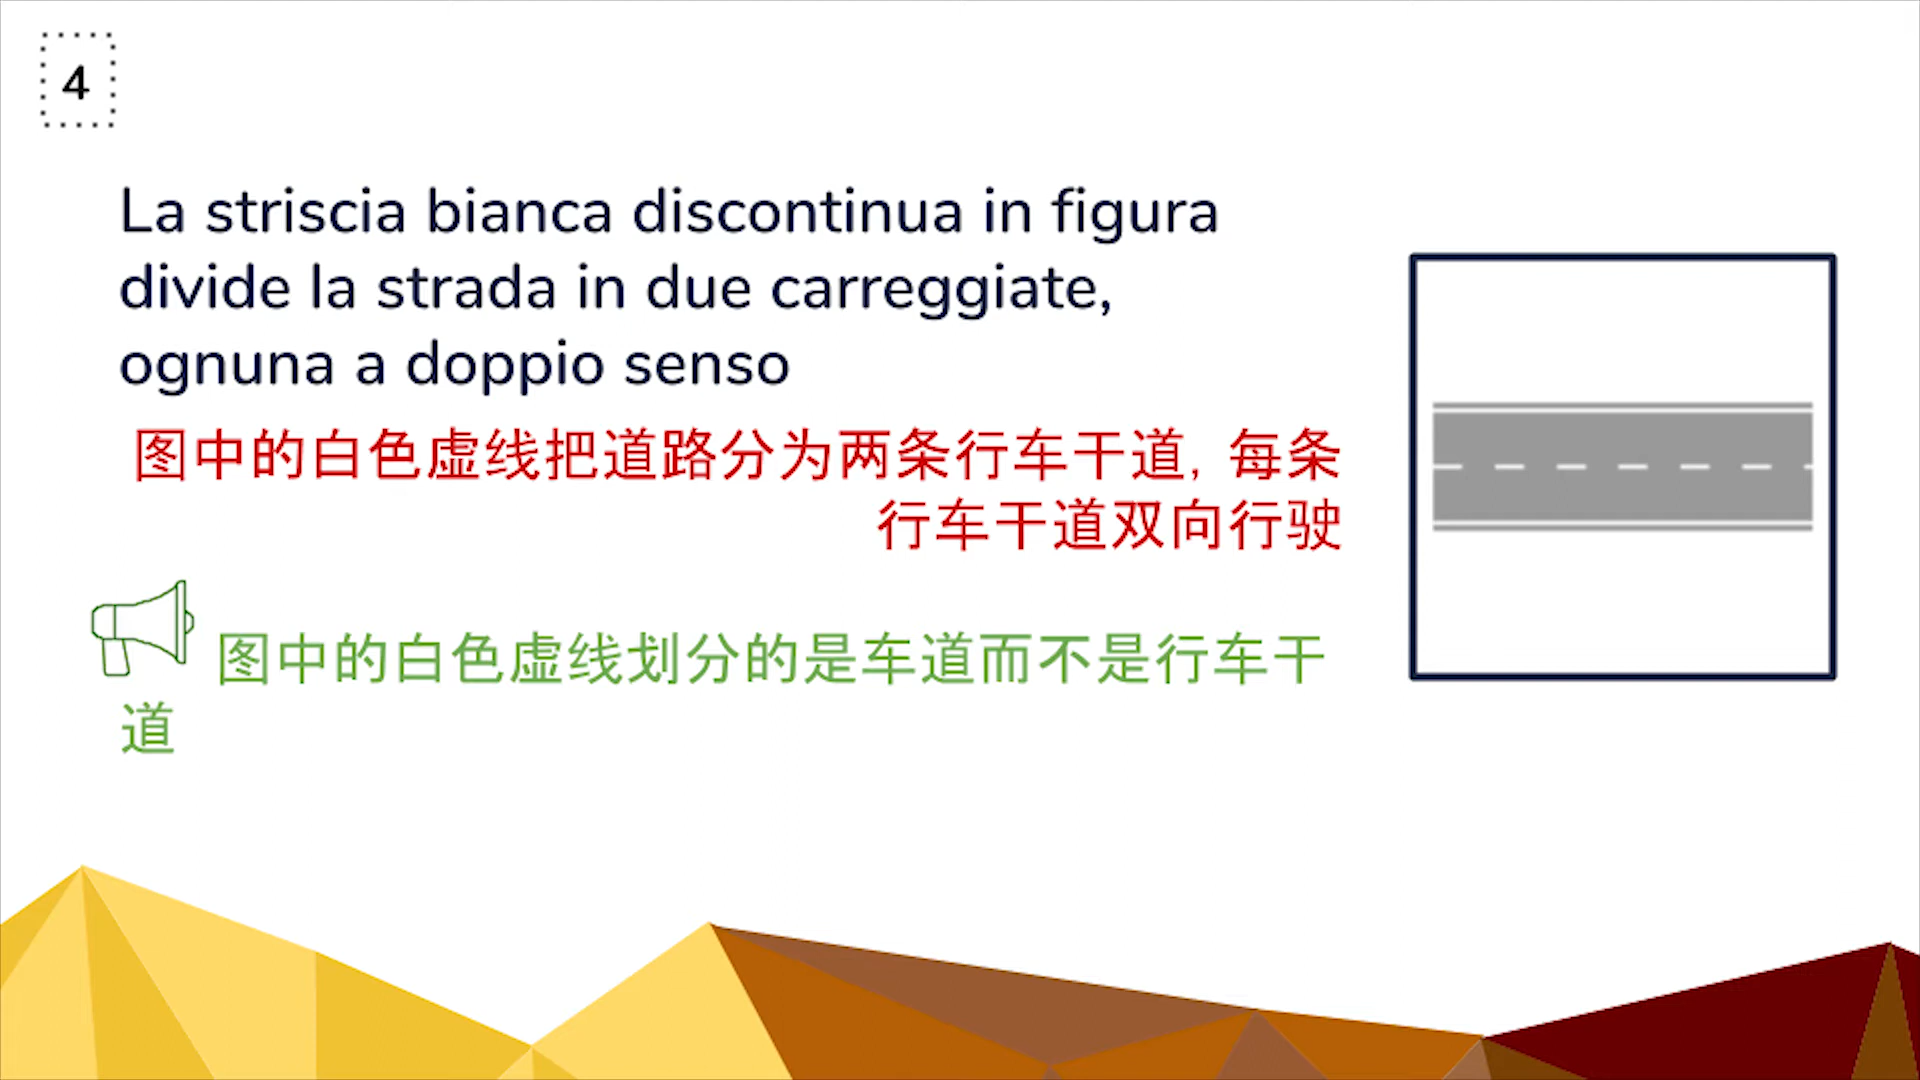 4
La striscia bianca discontinua in figura
divide la strada in due carreggiate,
ognuna a doppio senso
图中的白色虚线把道路分为两条行车干道, 每条
行车干道双向行驶
图中的白色虚线划分的是车道而不是行车干
道